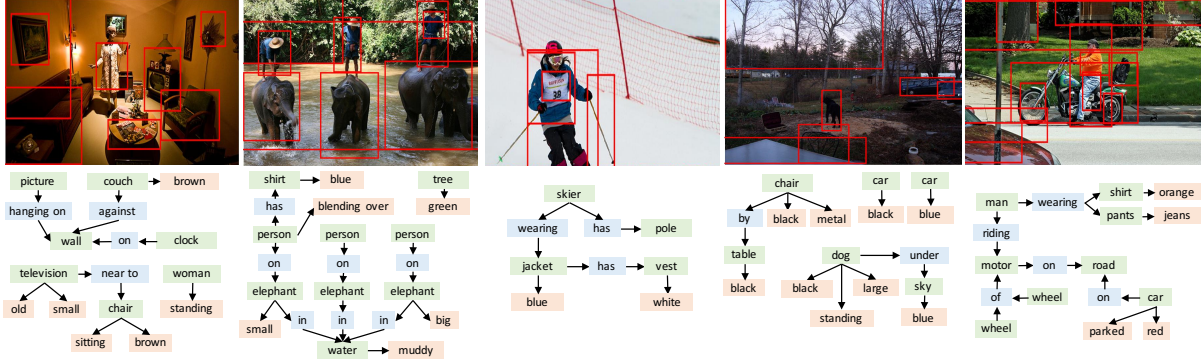 38
picture couch brown
hanging on against
wall on clock
television near to woman
old small chair standing
sitting brown
shirt blue tree
has blending over green
person person person
on on on
elephant elephant elephant
small in in in big
water muddy
skier
wearing has pole
jacket has vest
blue white
chair car car
by black metal black blue
table dog under
black black large sky
standing blue
man wearing shirt orange
pants jeans
riding
motor on road
of wheel on car
wheel parked red